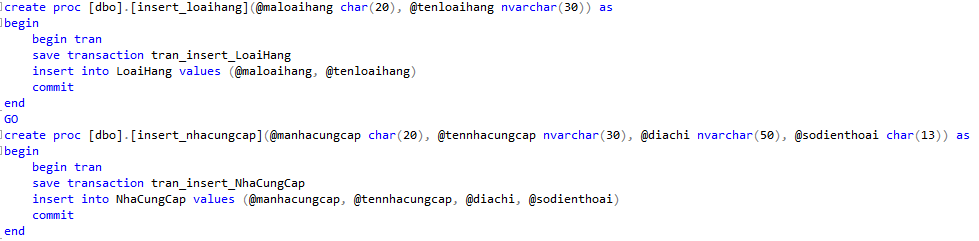 create proc [dbo].[insert_loaihang](@maloaihang char(20), @tenloaihang nvarchar(30)) as
begin
    begin tran
    save transaction tran_insert_LoaiHang
    insert into LoaiHang values (@maloaihang, @tenloaihang)
    commit
end
GO
create proc [dbo].[insert_nhacungcap](@manhacungcap char(20), @tennhacungcap nvarchar(30), @diachi nvarchar(50), @sodienthoai char(13)) as
begin
    begin tran
    save transaction tran_insert_NhaCungCap
    insert into NhaCungCap values (@manhacungcap, @tennhacungcap, @diachi, @sodienthoai)
    commit
end